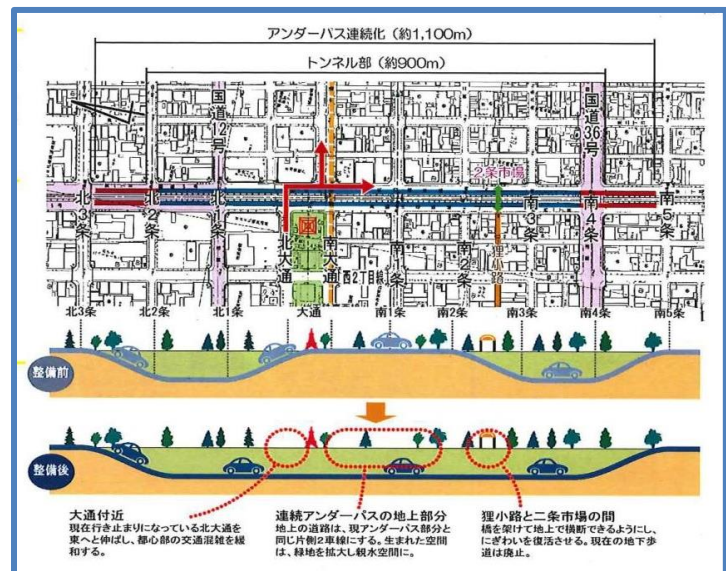 アンダーパス連続化（約1,100m）
トンネル部（約900m）
国道12号
国道36号
2条市場
北3条
北2条
北1条
北大通
南大通
南1条
南2条
南3条
南4条
南5条
西2丁目線
狸小路
北3条
北2条
北1条
大通
南1条
南2条
南3条
南4条
南5条
整備前
整備後
大通付近
現在行き止まりになっている北大通を
東へと伸ばし、都心部の交通混雑を緩
和する。
連続アンダーパスの地上部分
地上の道路は、現アンダーパス部分と
同じ片側2車線にする。生まれた空間
は、緑地を拡大し親水空間に。
狸小路と二条市場の間
橋を架けて地上で横断できるようにし、
にぎわいを復活させる。現在の地下歩
道は廃止。